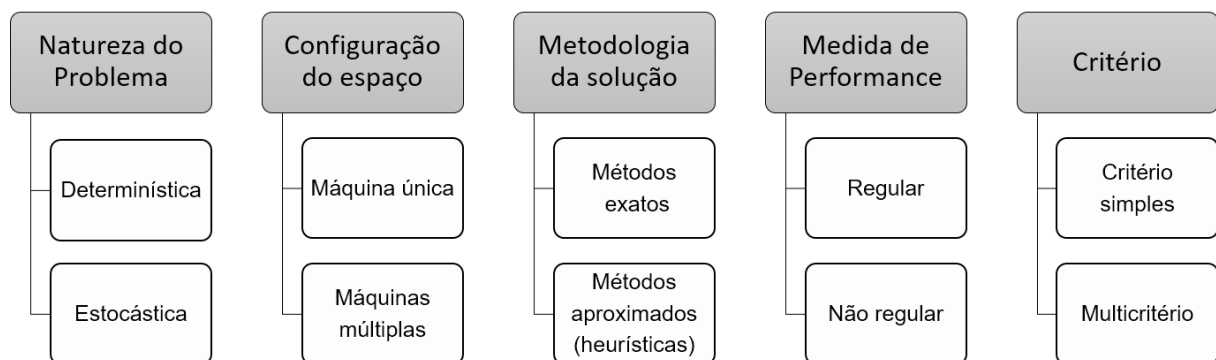 Natureza do
Problema
Determinística
Estocástica
Configuração
do espaço
Máquina única
Máquinas
múltiplas
Metodologia
da solução
Métodos
exatos
Métodos
aproximados
(heurísticas)
Medida de
Performance
Regular
Não regular
Critério
Critério
simples
Multicritério